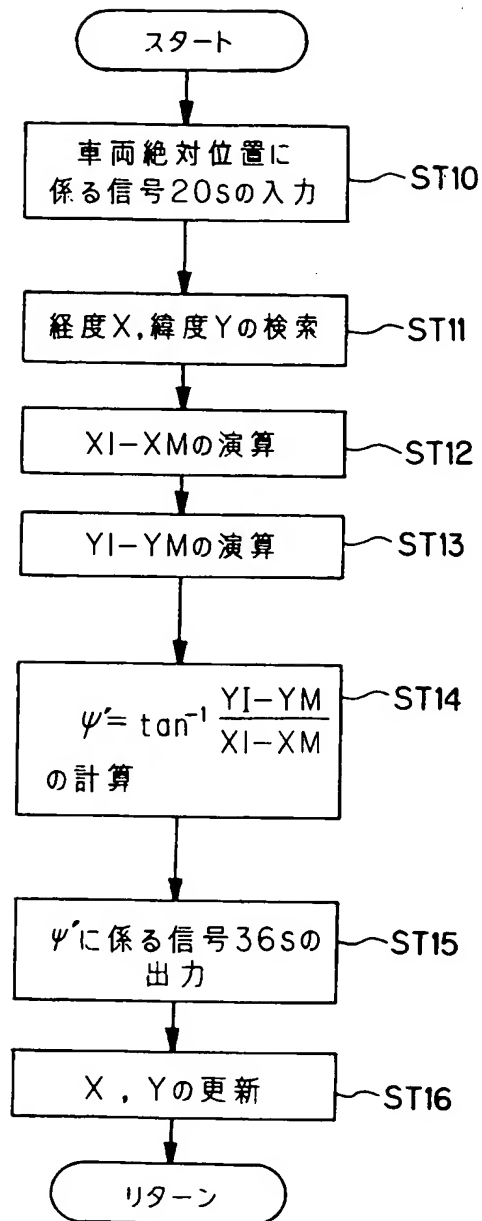 スタート
車両絶対位置に
係る信号20sの入力
ST10
経度X,緯度Yの検索
ST11
XI-XMの演算
ST12
YI-YMの演算
ST13
ψ'= tan⁻¹ YI-YM
XI-XM
の計算
ST14
ψ'に係る信号36sの
出力
ST15
X , Yの更新
ST16
リターン